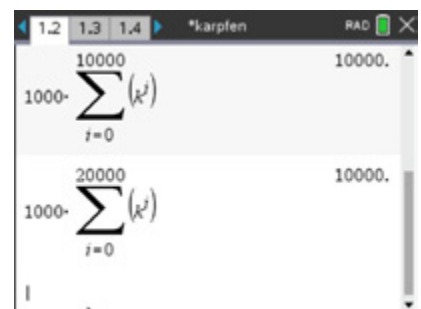 1.2 1.3 1.4 *karpfen RAD
1000· ∑ i=0 10000 (k^i) 10000.
1000· ∑ i=0 20000 (k^i) 10000.